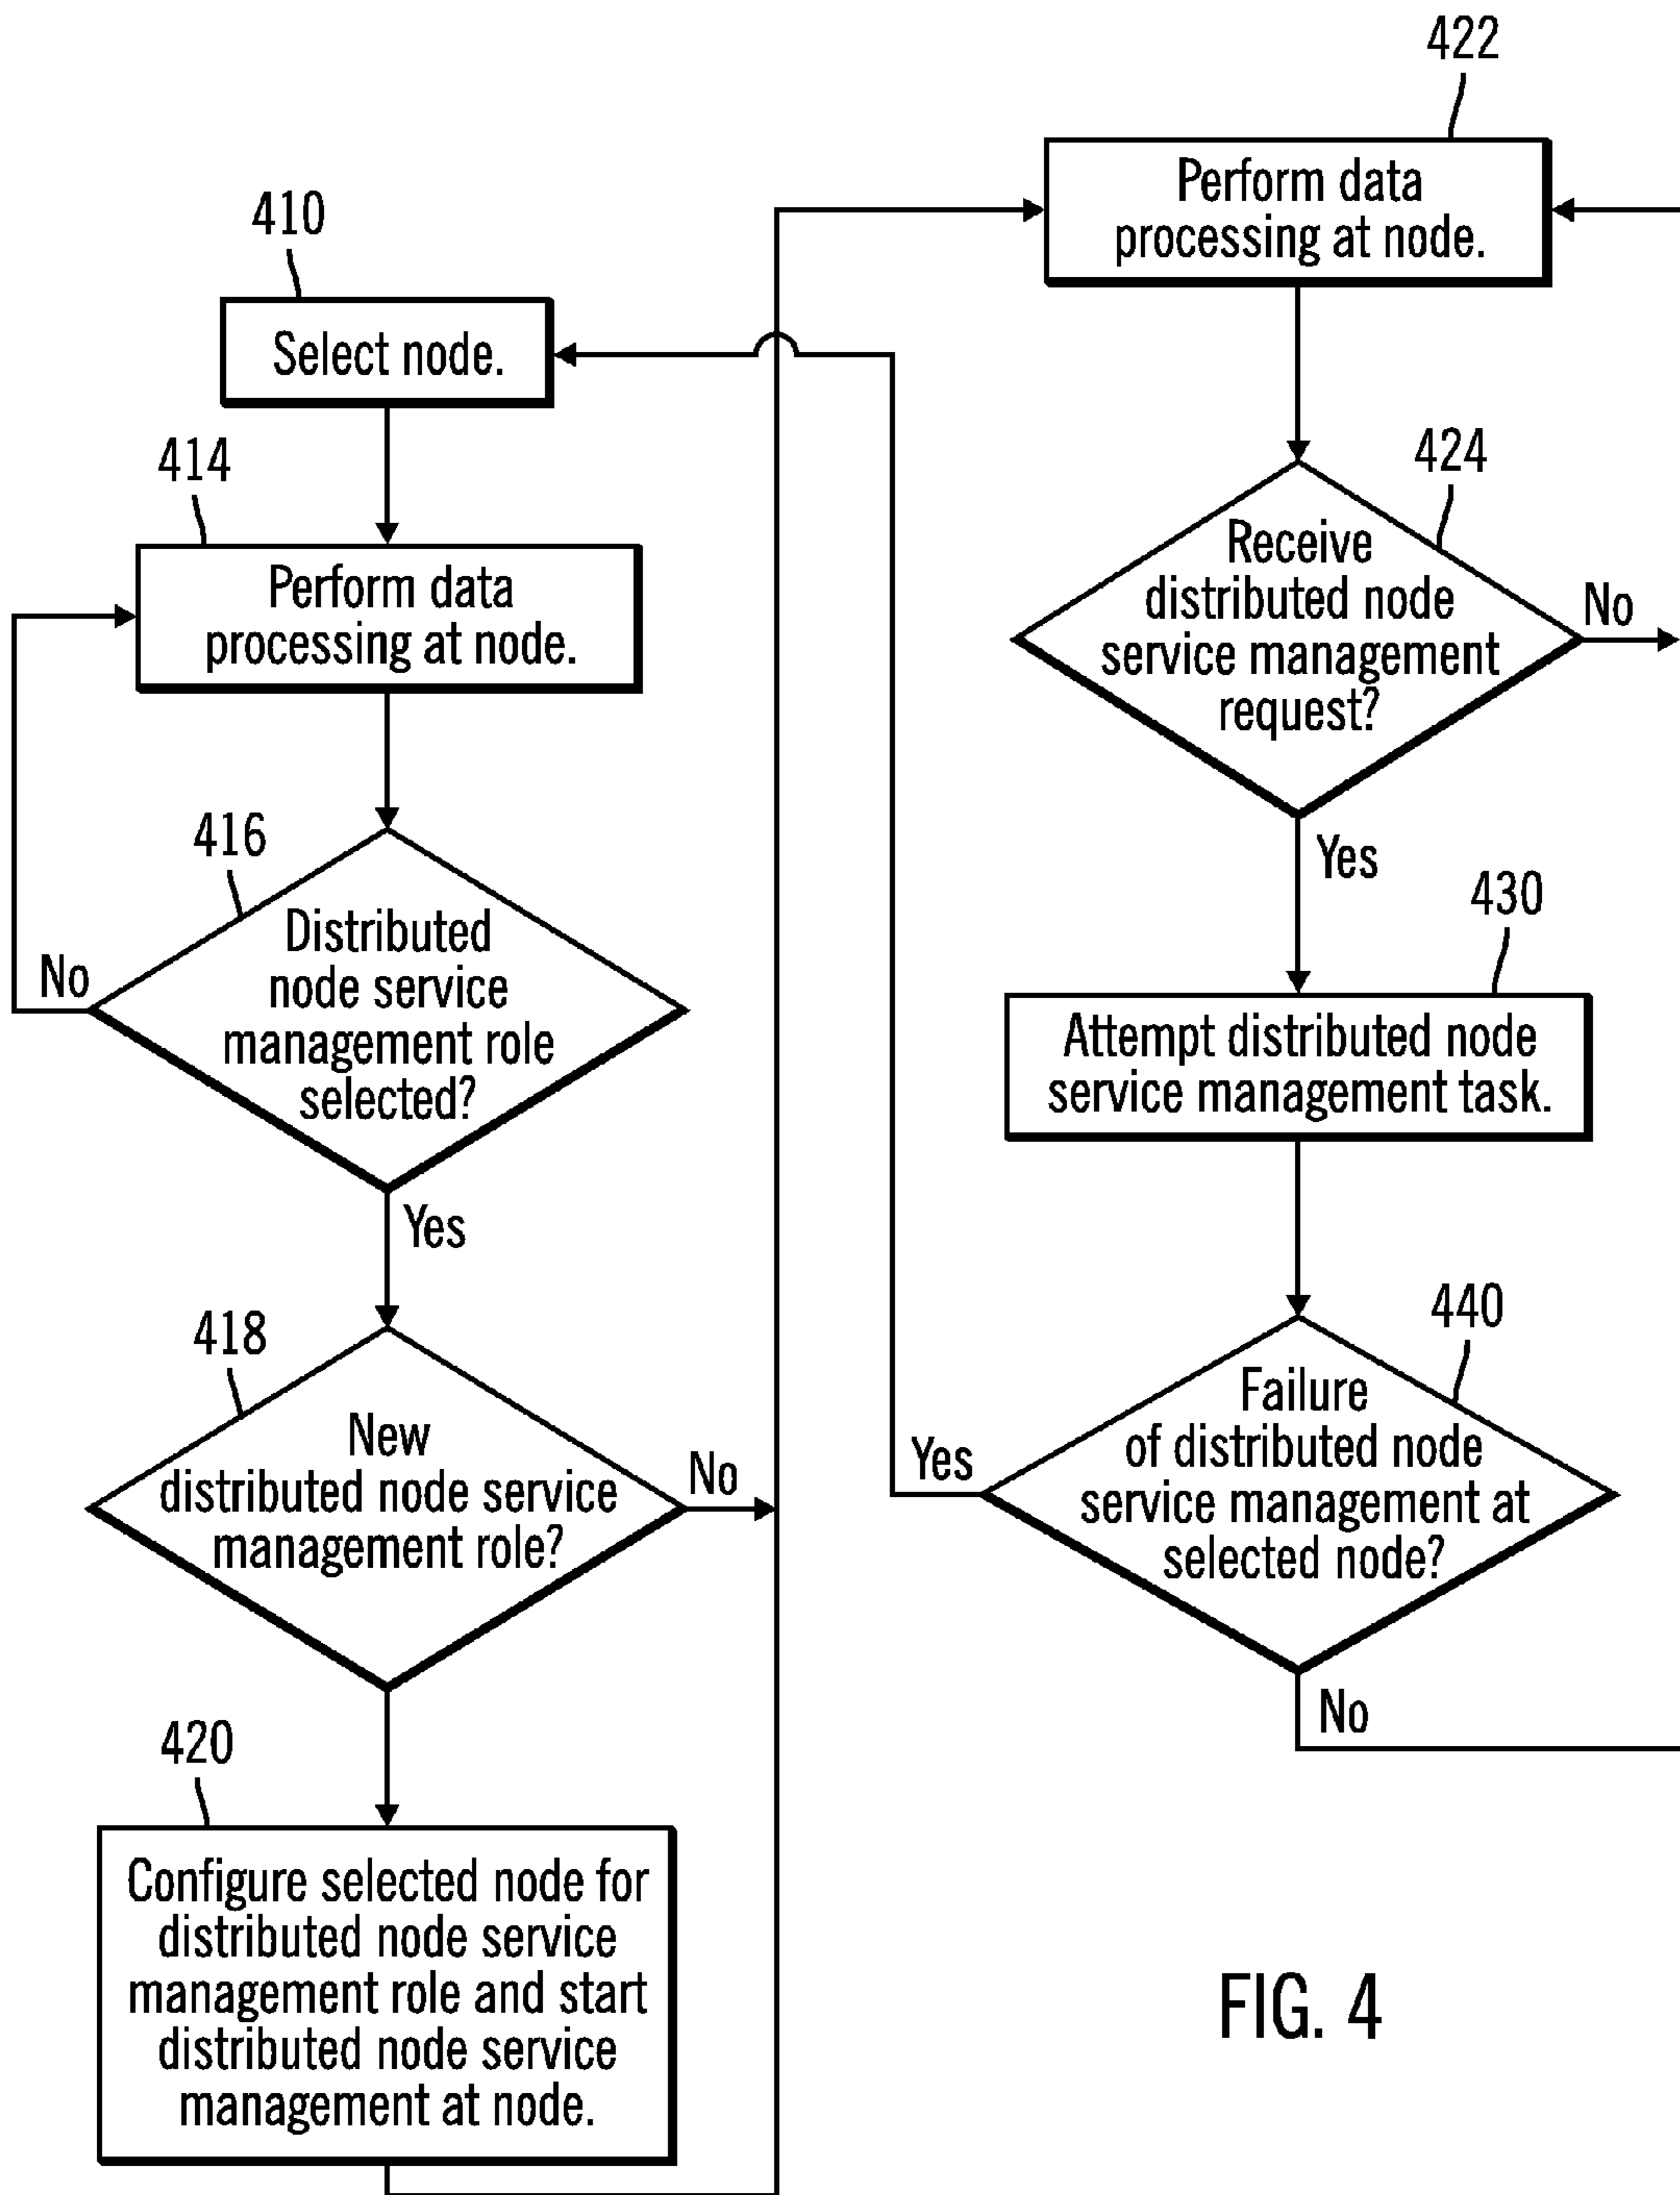 410
Select node.
414
Perform data
processing at node.
416
Distributed
node service
management role
selected?
No
Yes
418
New
distributed node service
management role?
No
420
Configure selected node for
distributed node service
management role and start
distributed node service
management at node.
422
Perform data
processing at node.
424
Receive
distributed node
service management
request?
No
Yes
430
Attempt distributed node
service management task.
440
Failure
of distributed node
service management at
selected node?
Yes
No
FIG. 4